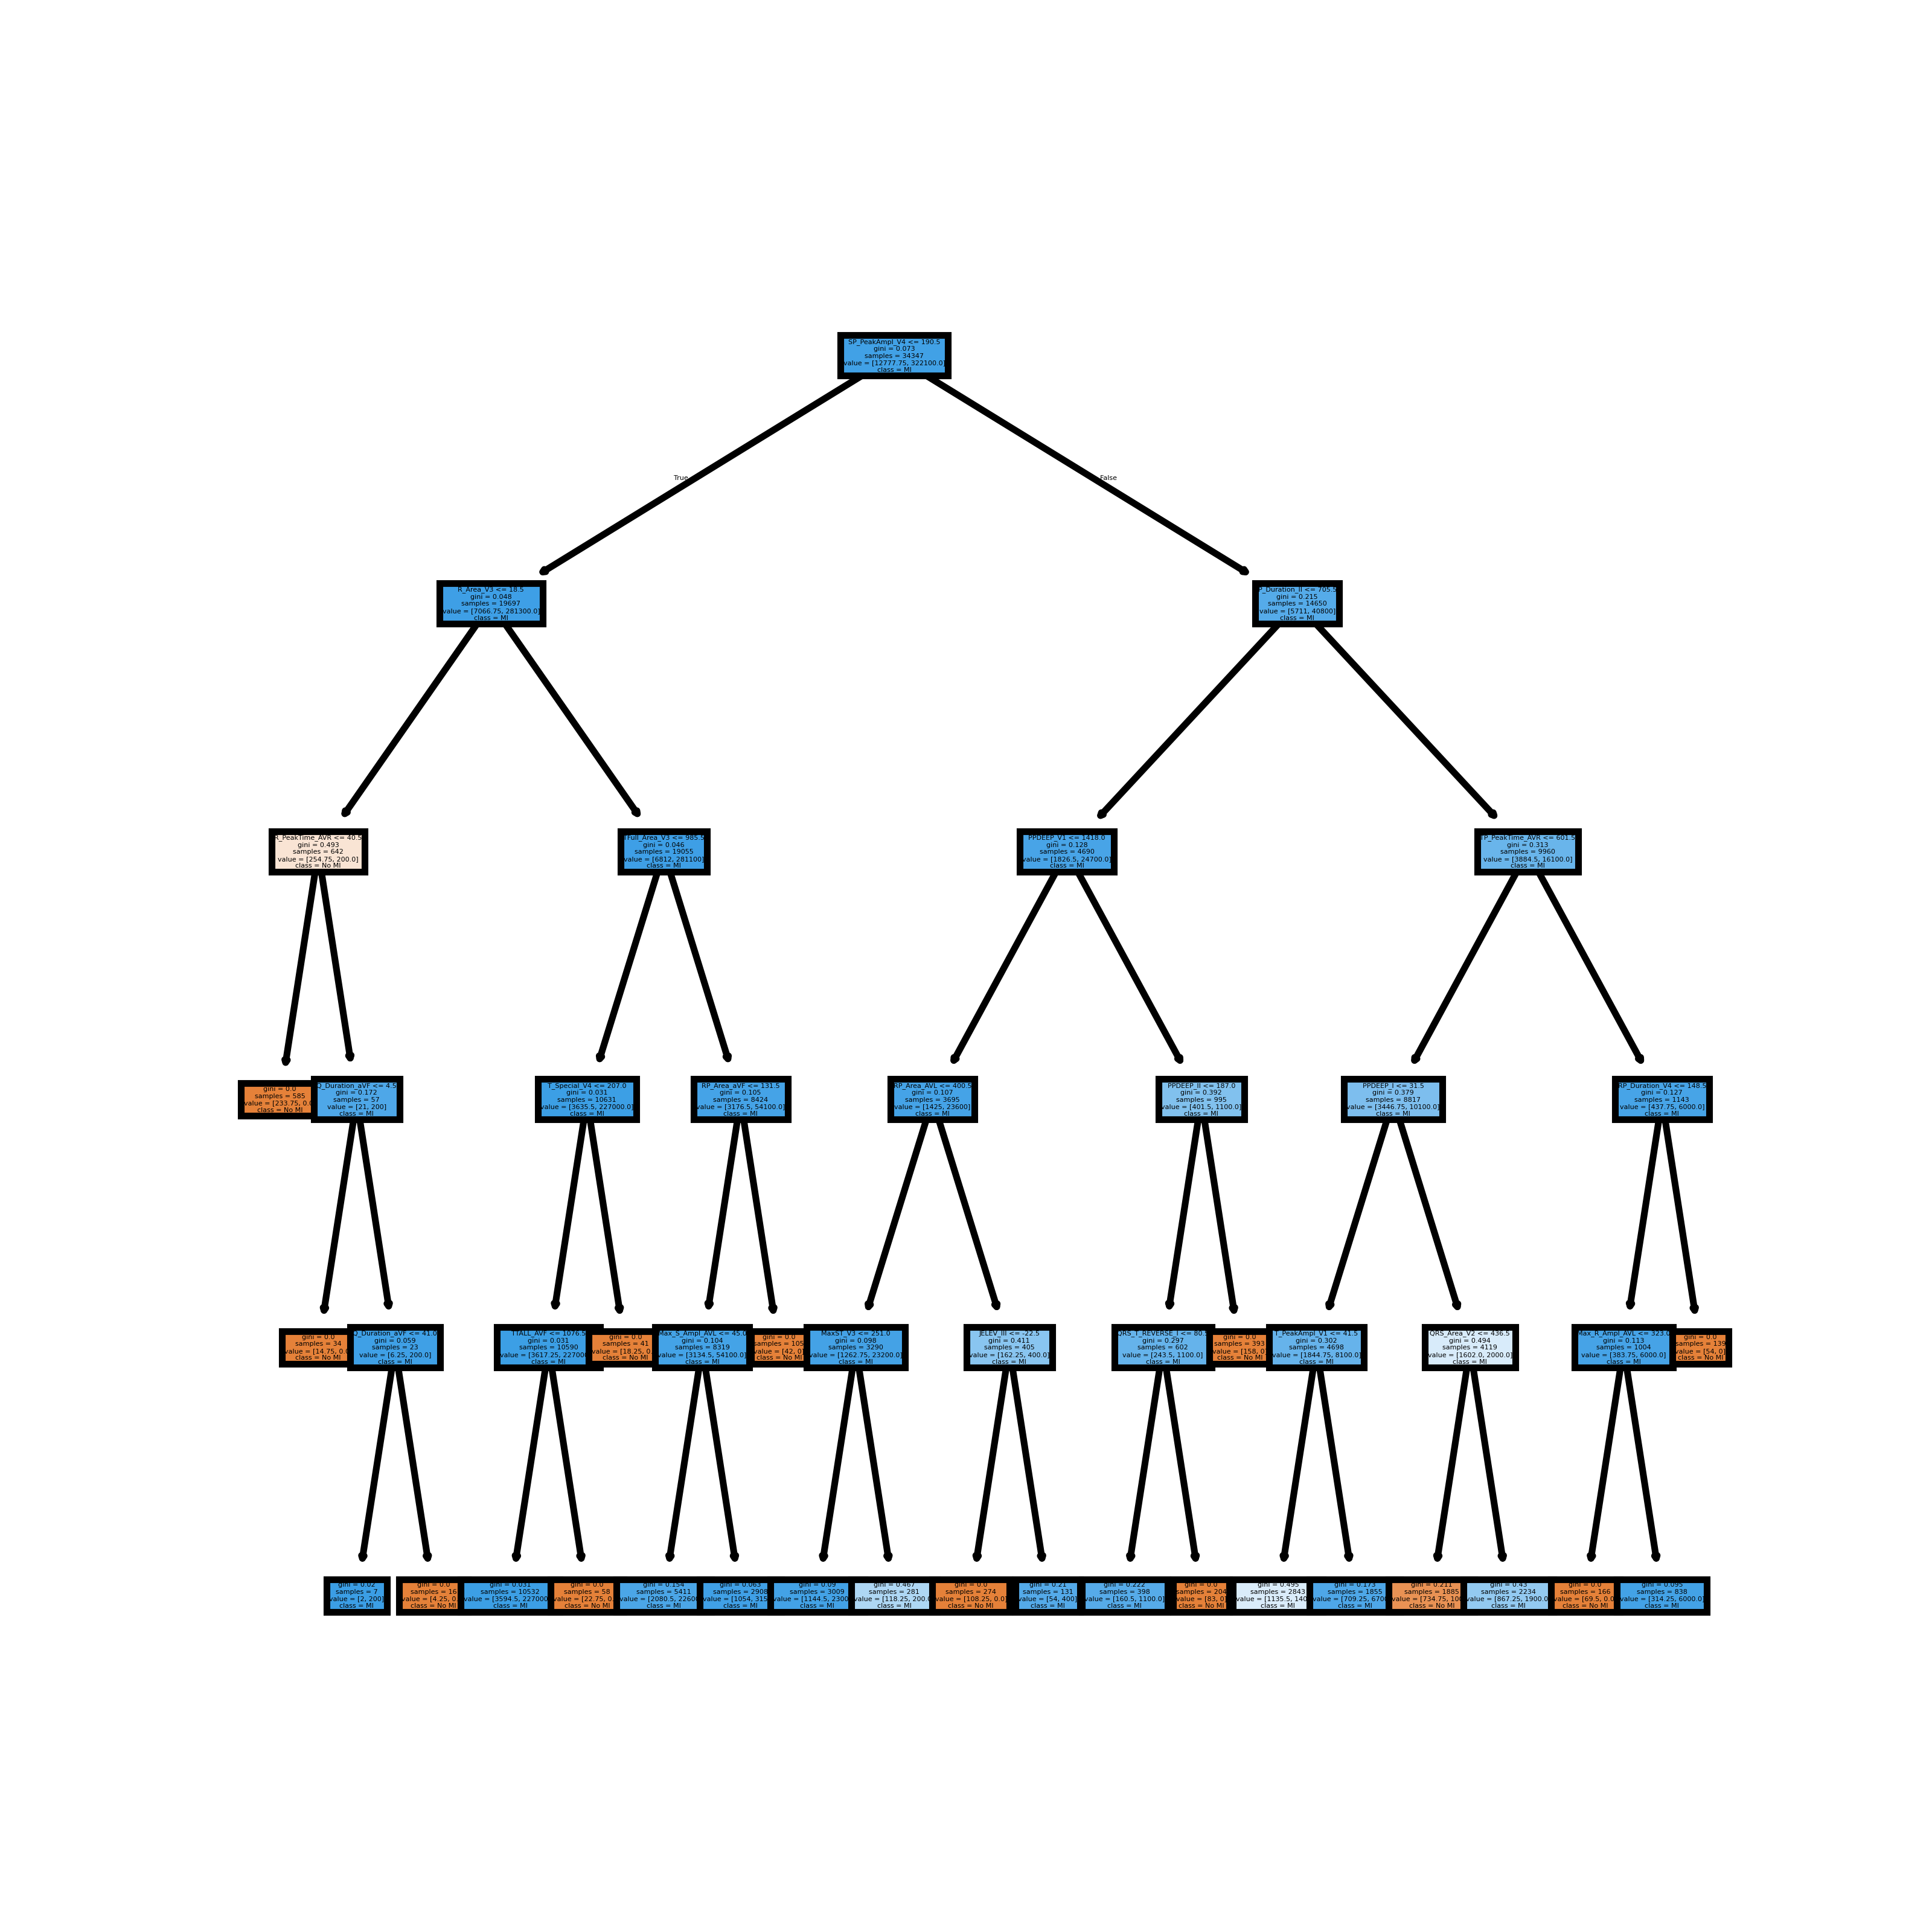 SP_PeakAmpl_V4 <= 190.5
gini = 0.073
samples = 34347
value = [12777.75, 322100.0]
class = MI
True
False
R_Area_V3 <= 18.5
gini = 0.048
samples = 19697
value = [7066.75, 281300.0]
class = MI
P_Duration_II <= 705.5
gini = 0.215
samples = 14650
value = [5711, 40800]
class = MI
_PeakTime_AVR <= 40.5
gini = 0.493
samples = 642
value = [254.75, 200.0]
class = No MI
Full_Area_V3 <= 985.5
gini = 0.046
samples = 19055
value = [6812, 281100]
class = MI
PPDEEP_V1 <= 1418.0
gini = 0.128
samples = 4690
value = [1826.5, 24700.0]
class = MI
P_PeakTime_AVR <= 601.5
gini = 0.313
samples = 9960
value = [3884.5, 16100.0]
class = MI
gini = 0.0
samples = 585
value = [233.75, 0.0
class = No MI
Q_Duration_aVF <= 4.5
gini = 0.172
samples = 57
value = [21, 200]
class = MI
T_Special_V4 <= 207.0
gini = 0.031
samples = 10631
value = [3635.5, 227000.0]
class = MI
RP_Area_aVF <= 131.5
gini = 0.105
samples = 8424
value = [3176.5, 54100.0]
class = MI
RP_Area_AVL <= 400.5
gini = 0.107
samples = 3695
value = [1425, 23600]
class = MI
PPDEEP_II <= 187.0
gini = 0.392
samples = 995
value = [401.5, 1100.0]
class = MI
PPDEEP_I <= 31.5
gini = 0.379
samples = 8817
value = [3446.75, 10100.0]
class = MI
RP_Duration_V4 <= 148.5
gini = 0.127
samples = 1143
value = [437.75, 6000.0]
class = MI
gini = 0.0
samples = 34
value = [14.75, 0.0
class = No MI
Q_Duration_aVF <= 41.0
gini = 0.059
samples = 23
value = [6.25, 200.0]
class = MI
TTALL_AVF <= 1076.5
gini = 0.031
samples = 10590
value = [3617.25, 227000
class = MI
gini = 0.0
samples = 41
value = [18.25, 0.
class = No MI
Max_S_Ampl_AVL <= 45.0
gini = 0.104
samples = 8319
value = [3134.5, 54100.0]
class = MI
gini = 0.0
samples = 105
value = [42, 0]
class = No MI
MaxST_V3 <= 251.0
gini = 0.098
samples = 3290
value = [1262.75, 23200.0]
class = MI
JELEV_III <= -22.5
gini = 0.411
samples = 405
value = [162.25, 400.0]
class = MI
QRS_T_REVERSE_I <= 80.
gini = 0.297
samples = 602
value = [243.5, 1100.0]
class = MI
gini = 0.0
samples = 393
value = [158, 0]
class = No MI
T_PeakAmpl_V1 <= 41.5
gini = 0.302
samples = 4698
value = [1844.75, 8100.0]
class = MI
QRS_Area_V2 <= 436.5
gini = 0.494
samples = 4119
value = [1602.0, 2000.0]
class = MI
Max_R_Ampl_AVL <= 323.0
gini = 0.113
samples = 1004
value = [383.75, 6000.0]
class = MI
gini = 0.0
samples = 139
value = [54, 0]
class = No MI
gini = 0.02
samples = 7
value = [2, 200]
class = MI
gini = 0.0
samples = 16
value = [4.25, 0.
class = No MI
gini = 0.031
samples = 10532
value = [3594.5, 227000
class = MI
gini = 0.0
samples = 58
value = [22.75, 0.
class = No MI
gini = 0.154
samples = 5411
value = [2080.5, 2260
class = MI
gini = 0.063
samples = 2908
value = [1054, 315
class = MI
gini = 0.09
samples = 3009
value = [1144.5, 2300
class = MI
gini = 0.467
samples = 281
value = [118.25, 200.0
class = MI
gini = 0.0
samples = 274
value = [108.25, 0.0]
class = No MI
gini = 0.21
samples = 131
value = [54, 400]
class = MI
gini = 0.222
samples = 398
value = [160.5, 1100.0]
class = MI
gini = 0.0
samples = 204
value = [83, 0]
class = No MI
gini = 0.495
samples = 2843
value = [1135.5, 140
class = MI
gini = 0.173
samples = 1855
value = [709.25, 670
class = MI
gini = 0.211
samples = 1885
value = [734.75, 10
class = No MI
gini = 0.43
samples = 2234
value = [867.25, 1900.0]
class = MI
gini = 0.0
samples = 166
value = [69.5, 0.0
class = No MI
gini = 0.095
samples = 838
value = [314.25, 6000.0]
class = MI